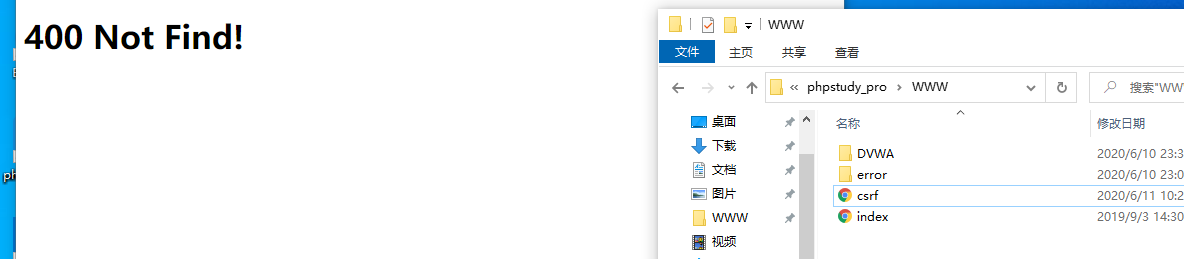 400 Not Find!
WWW
文件
主页
共享
查看
« phpstudy_pro > WWW
搜索"WW
名称
修改日期
桌面
下载
文档
图片
WWW
视频
DVWA 2020/6/10 23:3
error 2020/6/10 23:0
csrf 2020/6/11 10:2
index 2019/9/3 14:30
ph